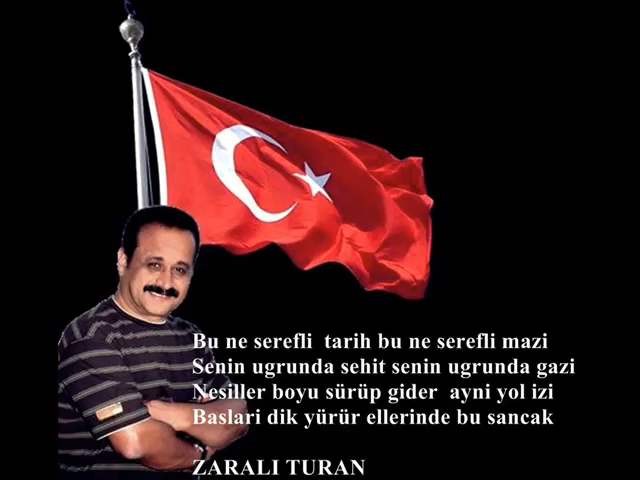 Bu ne serefli tarih bu ne serefli mazi
Senin ugrunda sehit senin ugrunda gazi
Nesiller boyu sürüp gider ayni yol izi
Baslari dik yürür ellerinde bu sancak
ZARALI TURAN